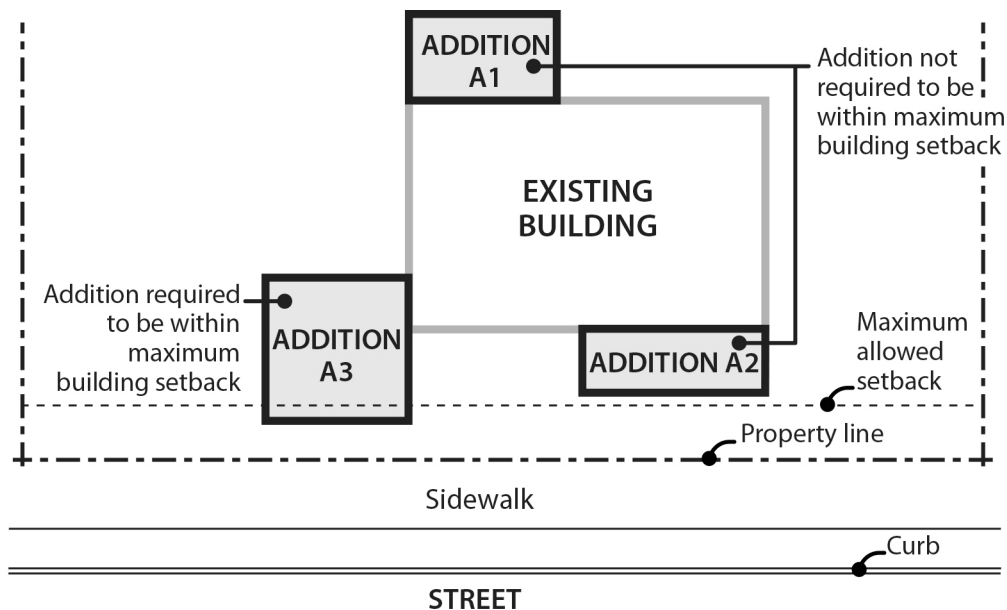 ADDITION
A1
Addition not
required to be
within maximum
building setback
EXISTING
BUILDING
Addition required
to be within
maximum
building setback
ADDITION
A3
ADDITION A2
Maximum
allowed
setback
Property line
Sidewalk
Curb
STREET